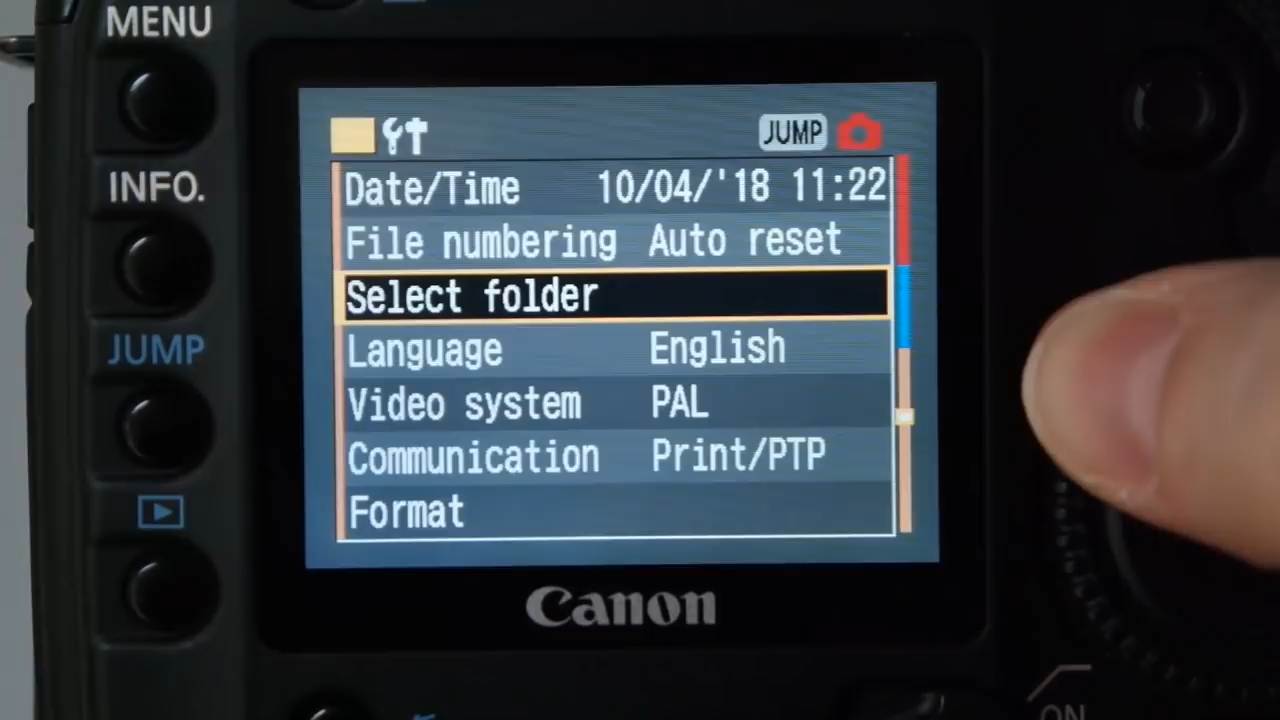 MENU
JUMP
INFO.
Date/Time 10/04/'18 11:22
File numbering Auto reset
Select folder
JUMP
Language English
Video system PAL
Communication Print/PTP
Format
Canon
ON